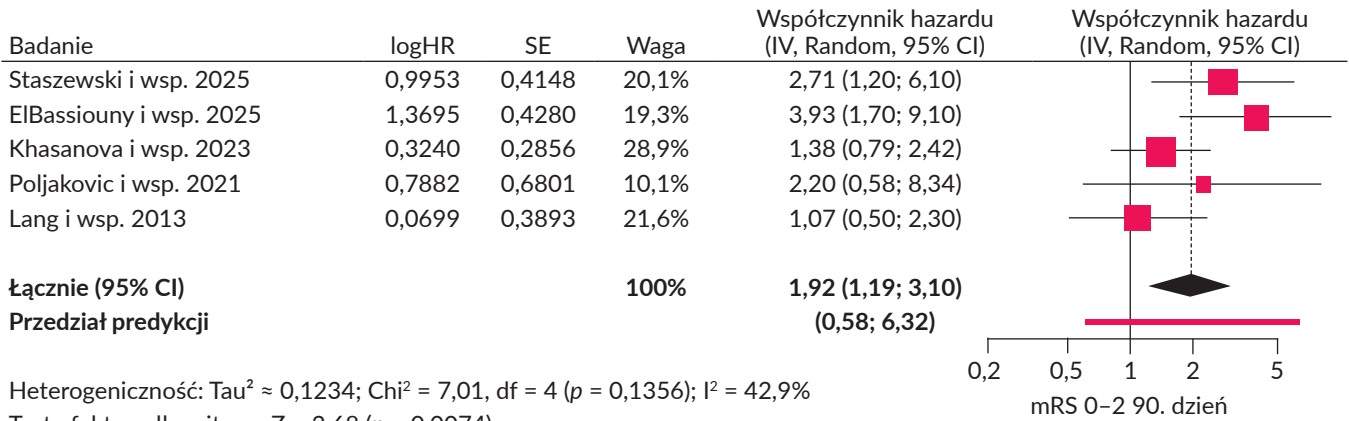 Współczynnik hazardu Współczynnik hazardu
Badanie logHR SE Waga (IV, Random, 95% CI) (IV, Random, 95% CI)
Staszewski i wsp. 2025 0,9953 0,4148 20,1% 2,71 (1,20; 6,10)
ElBassiouny i wsp. 2025 1,3695 0,4280 19,3% 3,93 (1,70; 9,10)
Khasanova i wsp. 2023 0,3240 0,2856 28,9% 1,38 (0,79; 2,42)
Poljakovic i wsp. 2021 0,7882 0,6801 10,1% 2,20 (0,58; 8,34)
Lang i wsp. 2013 0,0699 0,3893 21,6% 1,07 (0,50; 2,30)
Łącznie (95% CI) 100% 1,92 (1,19; 3,10)
Przedział predykcji (0,58; 6,32)
0,2 0,5 1 2 5
Heterogeniczność: Tau² ≈ 0,1234; Chi² = 7,01, df = 4 (p = 0,1356); I² = 42,9%
mRS 0–2 90. dzień